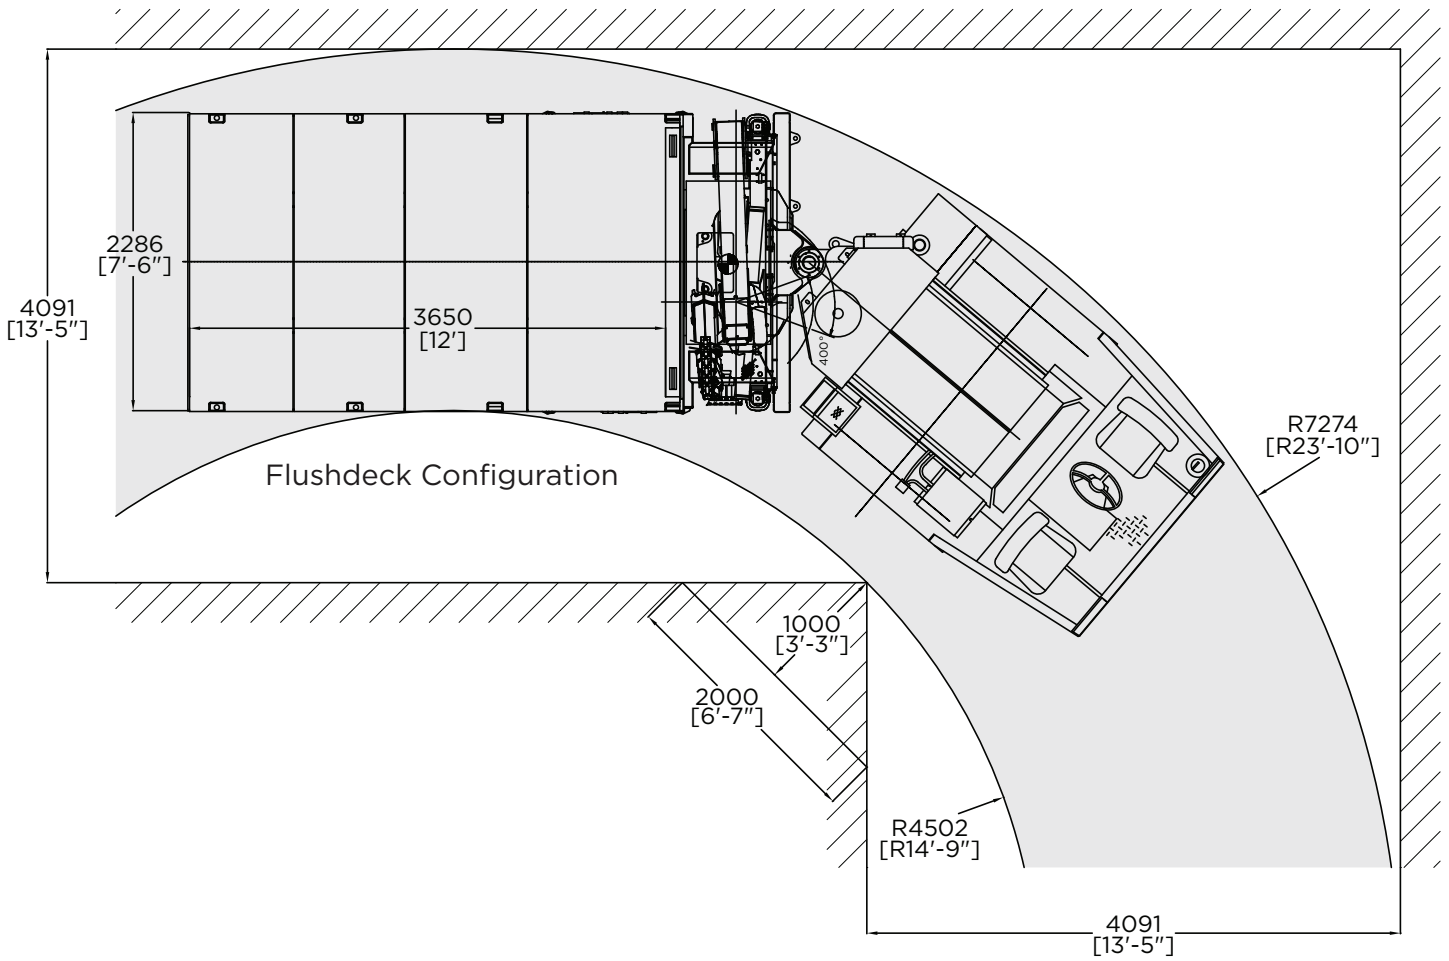 2286
[7'-6"]
4091
[13'-5"]
3650
[12']
400°
R7274
[R23'-10"]
Flushdeck Configuration
1000
[3'-3"]
2000
[6'-7"]
R4502
[R14'-9"]
4091
[13'-5"]